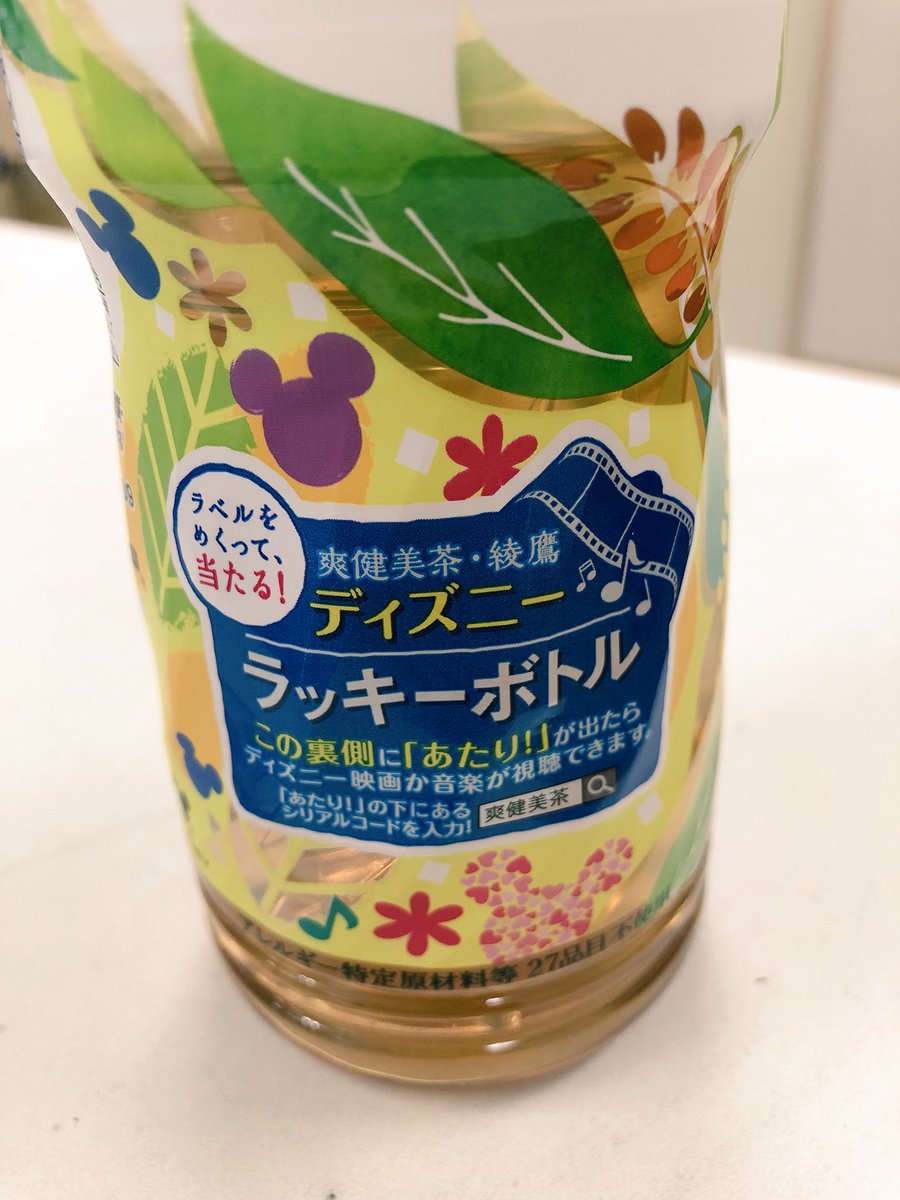 ラベルを
めくって、
当たる!
爽健美茶・綾鷹
ディズニー
ラッキーボトル
この裏側に「あたり!」が出たら
ディズニー映画か音楽が視聴できます。
「あたり!」の下にある
シリアルコードを入力!
爽健美茶
アレルギー特定原材料等 27品目 不使用